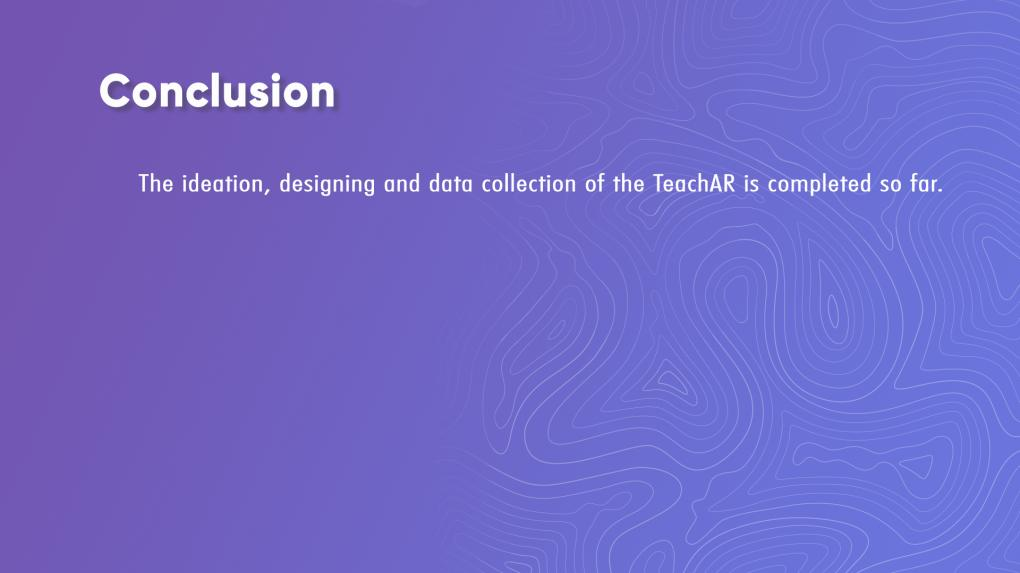 Conclusion
The ideation, designing and data collection of the TeachAR is completed so far.